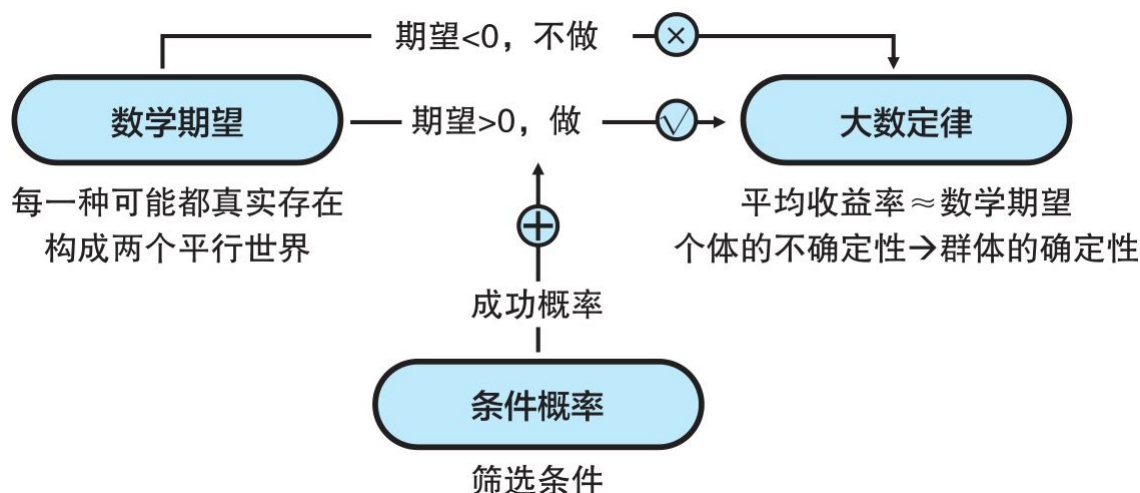 期望<0，不做
×
数学期望
期望>0，做
√
大数定律
每一种可能都真实存在
构成两个平行世界
平均收益率≈数学期望
个体的不确定性→群体的确定性
+
成功概率
条件概率
筛选条件